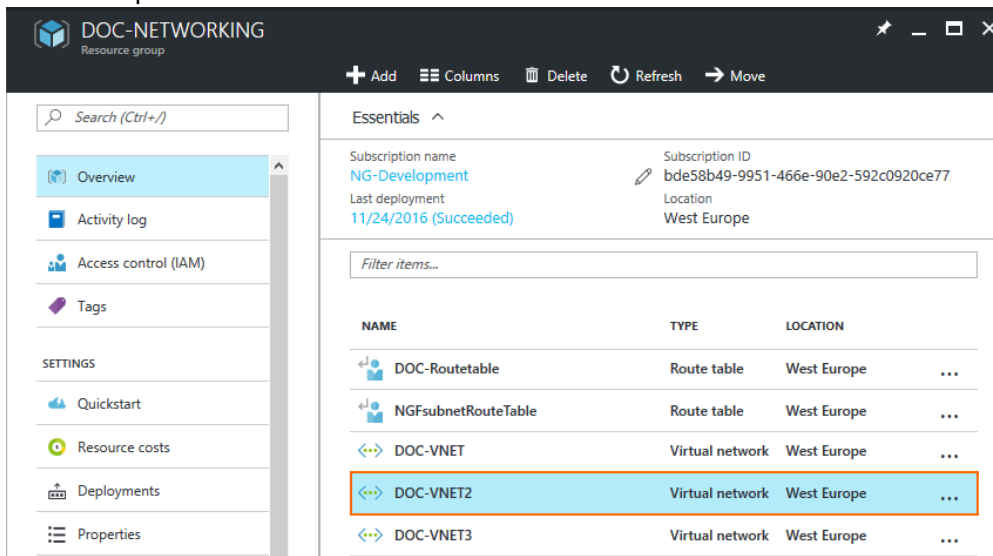 DOC-NETWORKING
Resource group
Add Columns Delete Refresh Move
Search (Ctrl+/)
Overview
Activity log
Access control (IAM)
Tags
SETTINGS
Quickstart
Resource costs
Deployments
Properties
Essentials
Subscription name Subscription ID
NG-Development bde58b49-9951-466e-90e2-592c0920ce77
Last deployment Location
11/24/2016 (Succeeded) West Europe
Filter items...
NAME TYPE LOCATION
DOC-Routetable Route table West Europe ...
NGFsubnetRouteTable Route table West Europe ...
DOC-VNET Virtual network West Europe ...
DOC-VNET2 Virtual network West Europe ...
DOC-VNET3 Virtual network West Europe ...